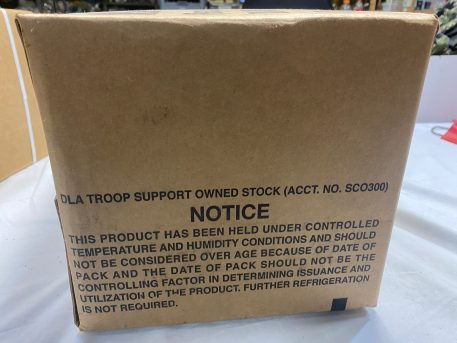 DLA TROOP SUPPORT OWNED STOCK (ACCT. NO. SCO300)
NOTICE
THIS PRODUCT HAS BEEN HELD UNDER CONTROLLED
TEMPERATURE AND HUMIDITY CONDITIONS AND SHOULD
NOT BE CONSIDERED OVER AGE BECAUSE OF DATE OF
PACK AND THE DATE OF PACK SHOULD NOT BE THE
CONTROLLING FACTOR IN DETERMINING ISSUANCE AND
UTILIZATION OF THE PRODUCT. FURTHER REFRIGERATION
IS NOT REQUIRED.